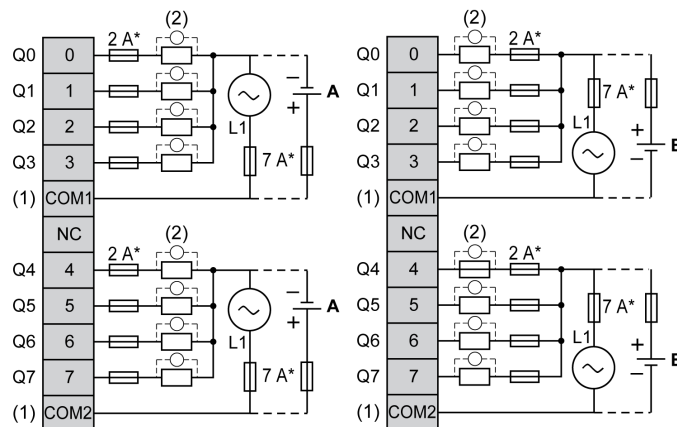 (2)
Q0 0 2 A*
Q1 1
Q2 2
Q3 3
(1) COM1
L1
7 A*
−
+
A
NC
(2)
Q4 4 2 A*
Q5 5
Q6 6
Q7 7
(1) COM2
L1
7 A*
−
+
A
(2)
Q0 0 2 A*
Q1 1
Q2 2
Q3 3
(1) COM1
7 A*
L1
+
−
B
NC
(2)
Q4 4 2 A*
Q5 5
Q6 6
Q7 7
(1) COM2
7 A*
L1
+
−
B